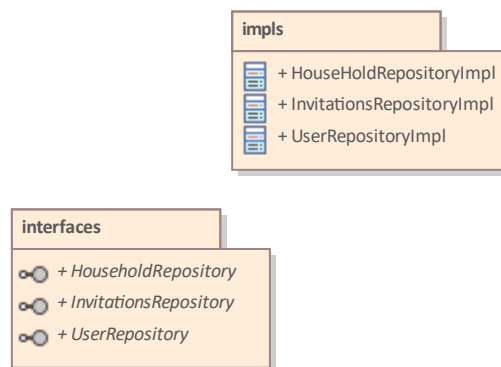 impls
+ HouseHoldRepositoryImpl
+ InvitationsRepositoryImpl
+ UserRepositoryImpl
interfaces
+ HouseholdRepository
+ InvitationsRepository
+ UserRepository